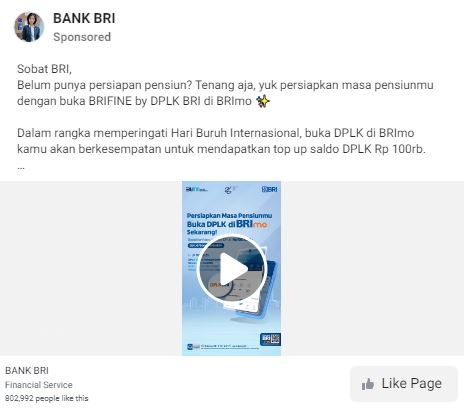 BANK BRI
Sponsored
Sobat BRI,
Belum punya persiapan pensiun? Tenang aja, yuk persiapkan masa pensiunmu
dengan buka BRIFINE by DPLK BRI di BRImo ✨
Dalam rangka memperingati Hari Buruh Internasional, buka DPLK di BRImo
kamu akan berkesempatan untuk mendapatkan top up saldo DPLK Rp 100rb.
...
BRI
Persiapkan Masa Pensiunmu
Buka DPLK di BRImo
Sekarang!
BANK BRI
Financial Service
802,992 people like this
Like Page